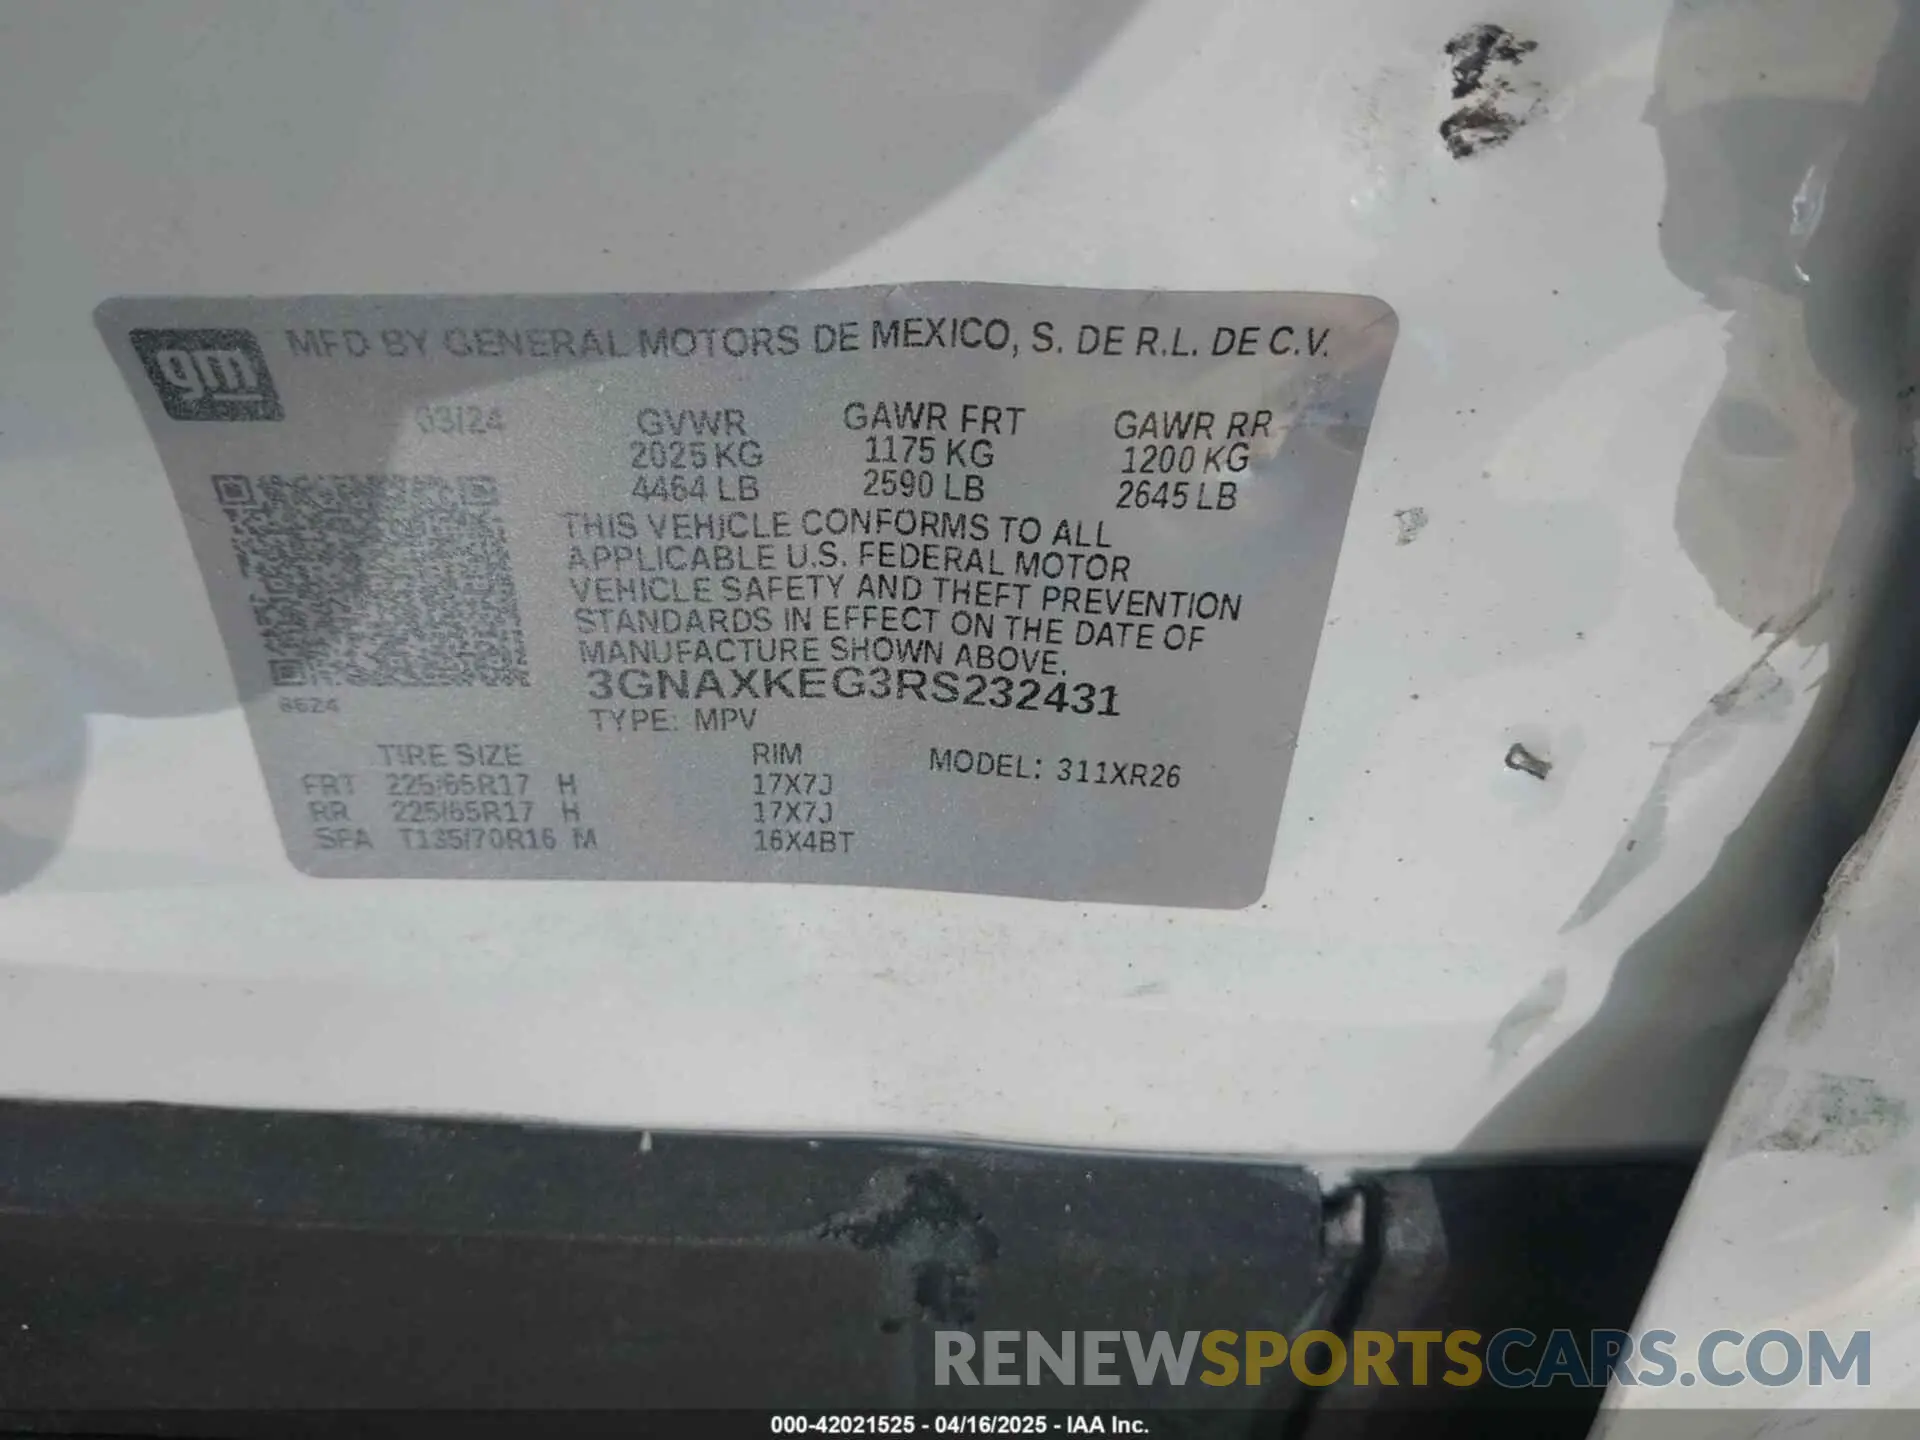 gm MFD BY GENERAL MOTORS DE MEXICO, S. DE R.L. DE C.V.
03/24 GVWR GAWR FRT GAWR RR
2025 KG 1175 KG 1200 KG
4464 LB 2590 LB 2645 LB
THIS VEHICLE CONFORMS TO ALL
APPLICABLE U.S. FEDERAL MOTOR
VEHICLE SAFETY AND THEFT PREVENTION
STANDARDS IN EFFECT ON THE DATE OF
MANUFACTURE SHOWN ABOVE.
3GNAXKEG3RS232431
8624
TYPE: MPV
TIRE SIZE RIM MODEL: 311XR26
FRT 225/65R17 H 17X7J
RR 225/65R17 H 17X7J
SPA T135/70R16 M 16X4BT
RENEWSPORTSCARS.COM
000-42021525 - 04/16/2025 - IAA Inc.